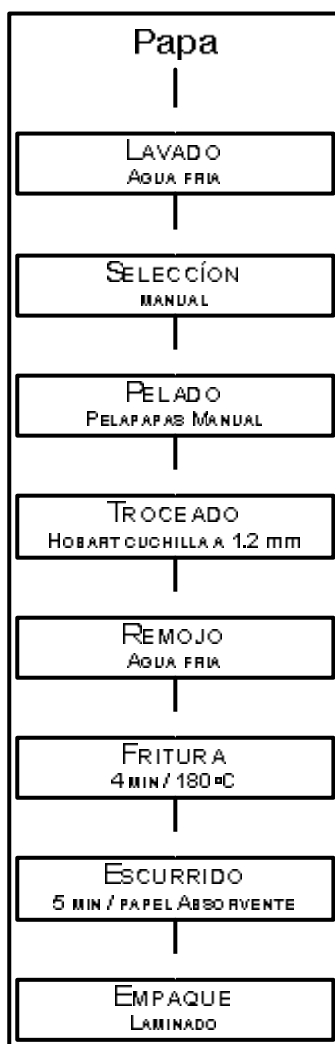 Papa
LAVADO
AGUA FRIA
SELECCÍON
MANUAL
PELADO
PELAPAPAS MANUAL
TROCEADO
HOBART CUCHILLA A 1.2 mm
REMOJO
AGUA FRIA
FRITURA
4 MIN / 180 ºC
ESCURRIDO
5 MIN / PAPEL ABSORVENTE
EMPAQUE
LAMINADO